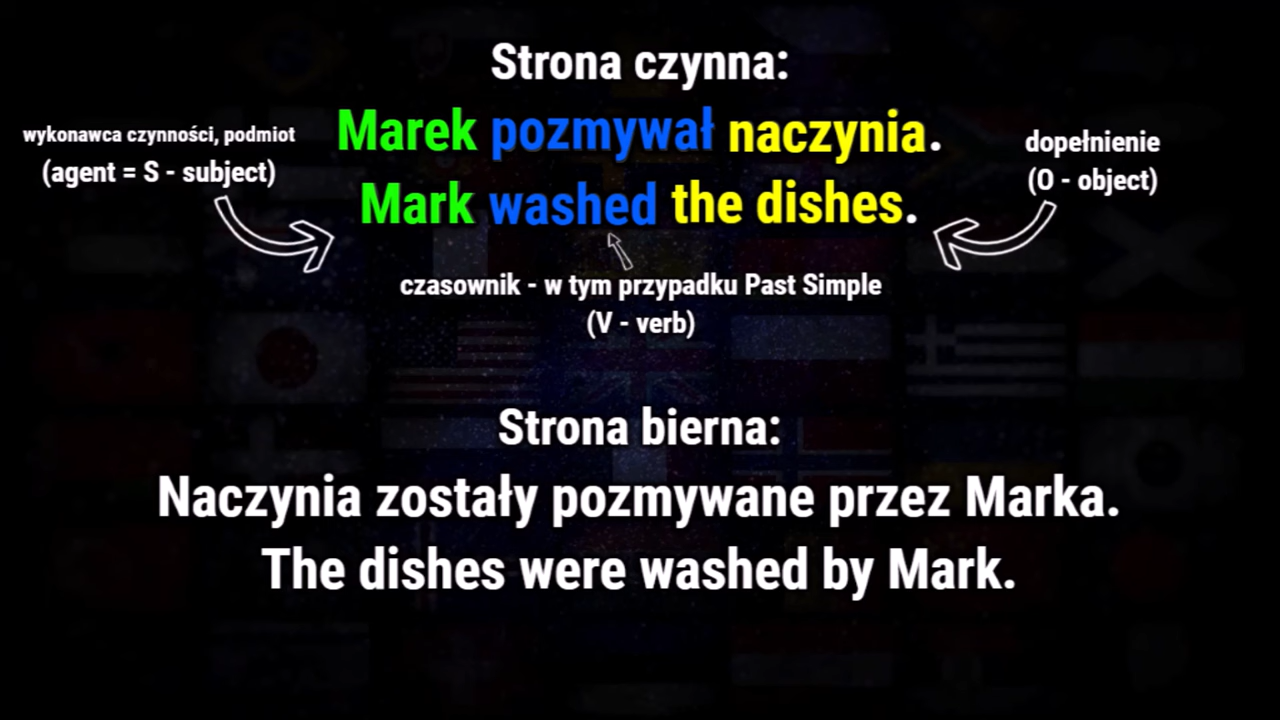 Strona czynna:
wykonawca czynności, podmiot
(agent = S - subject)
Marek pozmywał naczynia.
Mark washed the dishes.
dopełnienie
(O - object)
czasownik - w tym przypadku Past Simple
(V - verb)
Strona bierna:
Naczynia zostały pozmywane przez Marka.
The dishes were washed by Mark.